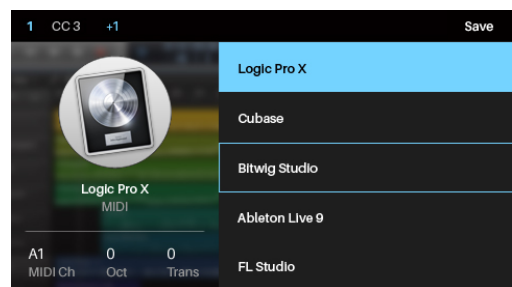 1 CC 3 +1 Save
Logic Pro X
Cubase
Bitwig Studio
Ableton Live 9
FL Studio
Logic Pro X
MIDI
A1 0 0
MIDI Ch Oct Trans